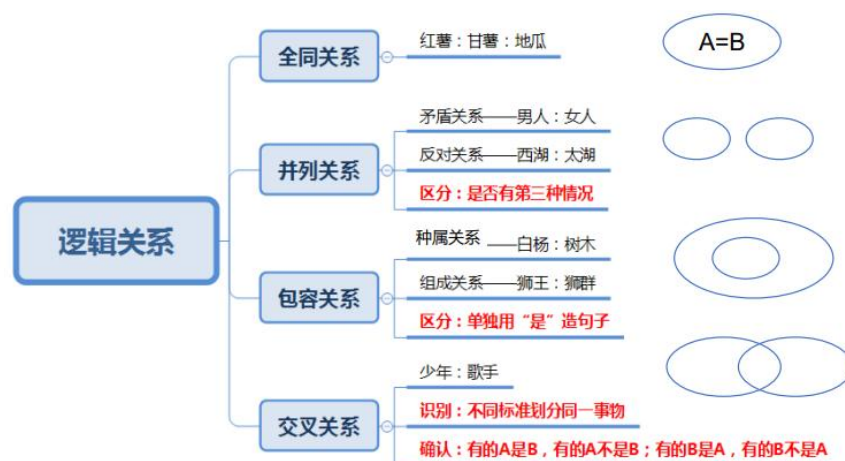 逻辑关系
全同关系
红薯：甘薯：地瓜
A=B
并列关系
矛盾关系——男人：女人
反对关系——西湖：太湖
区分：是否有第三种情况
包容关系
种属关系——白杨：树木
组成关系——狮王：狮群
区分：单独用“是”造句子
交叉关系
少年：歌手
识别：不同标准划分同一事物
确认：有的A是B，有的A不是B；有的B是A，有的B不是A